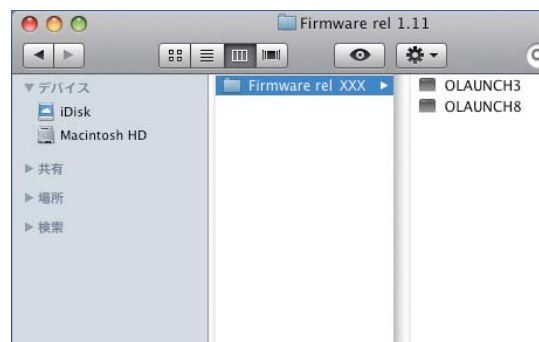 Firmware rel 1.11
デバイス
iDisk
Macintosh HD
共有
場所
検索
Firmware rel XXX
OLAUNCH3
OLAUNCH8